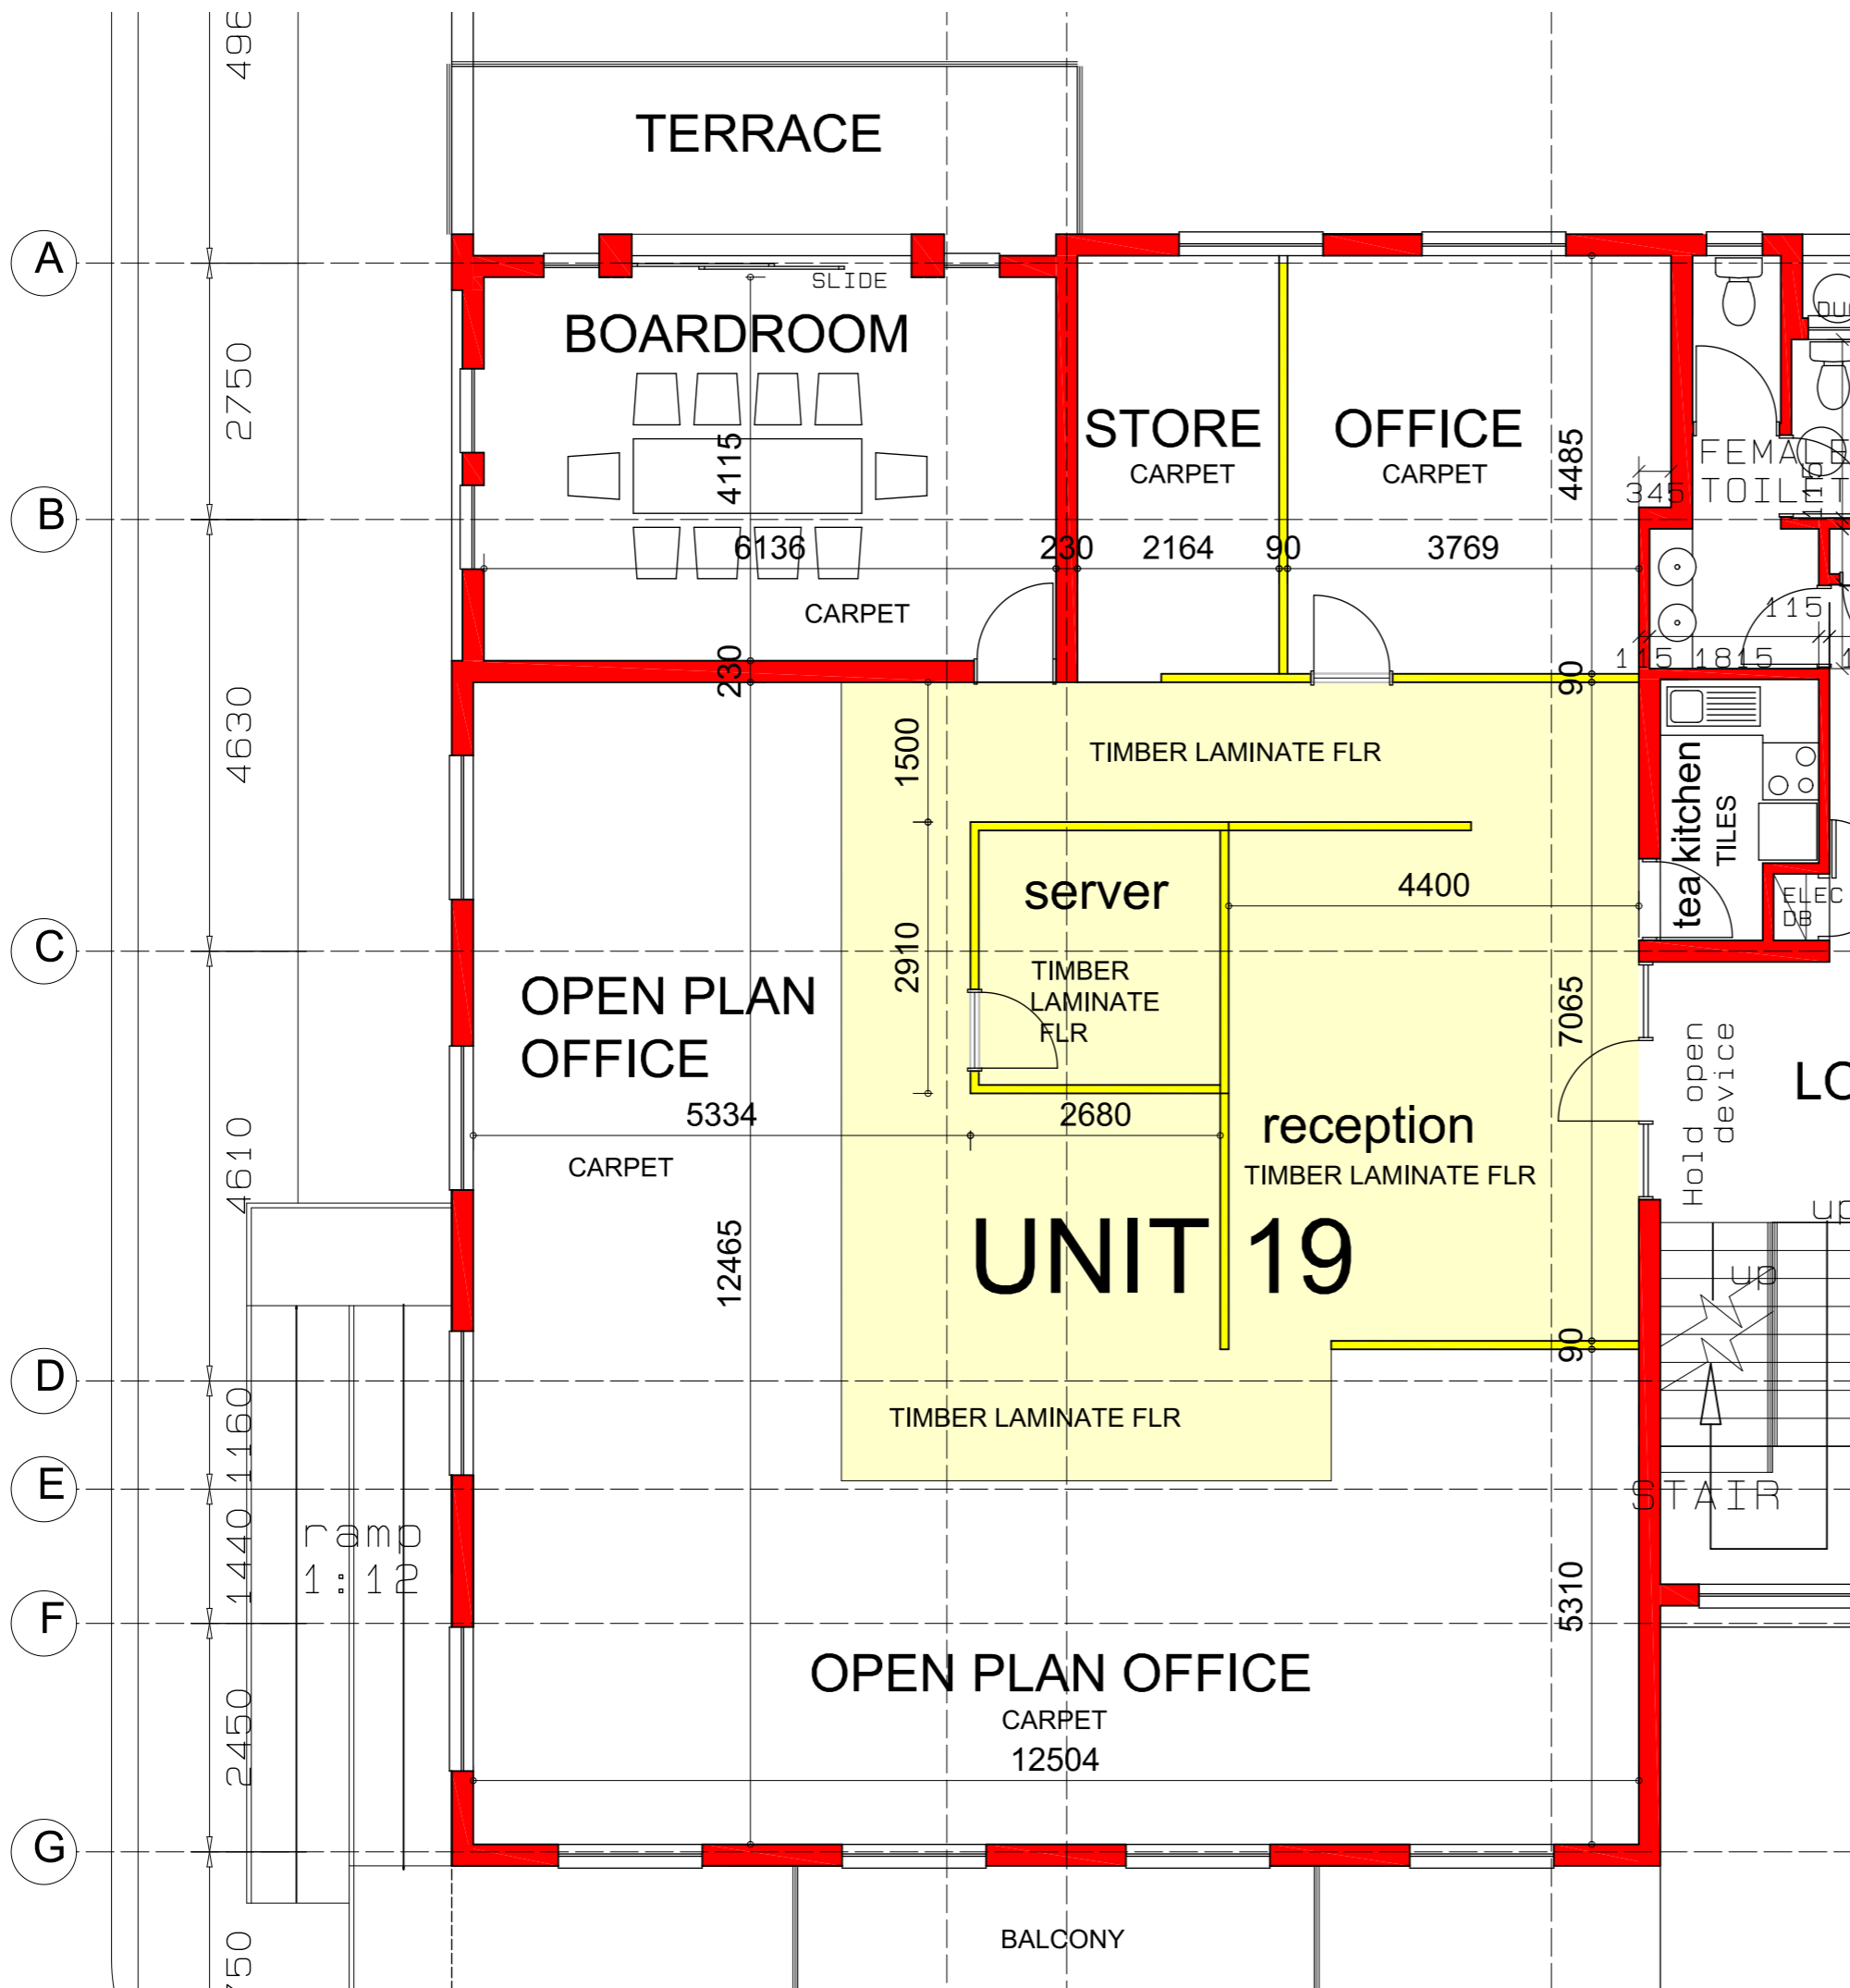 TERRACE
A
SLIDE
BOARDROOM
2750
4115
STORE
CARPET
OFFICE
CARPET
4485
345
TOILET
B
6136
230
2164
90
3769
CARPET
230
90
115
115
1815
4630
1500
TIMBER LAMINATE FLR
tea kitchen
TILES
server
4400
ELEC
DB
2910
C
TIMBER
LAMINATE
FLR
OPEN PLAN
OFFICE
7065
Hold open
device
5334
2680
reception
TIMBER LAMINATE FLR
CARPET
4610
UNIT 19
12465
up
up
90
D
TIMBER LAMINATE FLR
1160
E
STAIR
1440
ramp
1:12
5310
F
OPEN PLAN OFFICE
CARPET
12504
2450
G
BALCONY